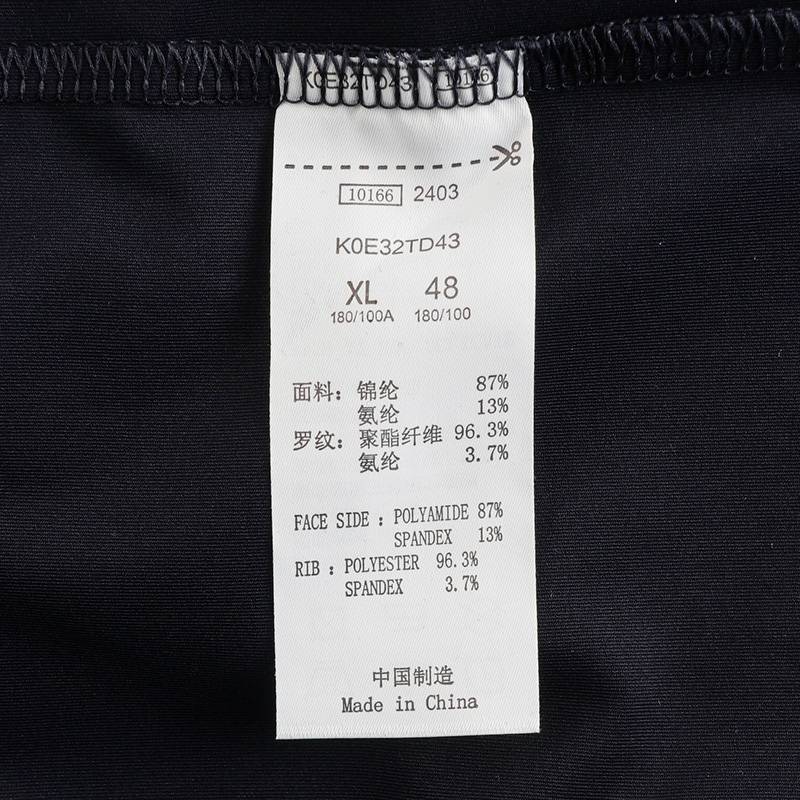 K0E32TD43 10166
10166 2403
K0E32TD43
XL 48
180/100A 180/100
面料：锦纶 87%
氨纶 13%
罗纹：聚酯纤维 96.3%
氨纶 3.7%
FACE SIDE : POLYAMIDE 87%
SPANDEX 13%
RIB : POLYESTER 96.3%
SPANDEX 3.7%
中国制造
Made in China